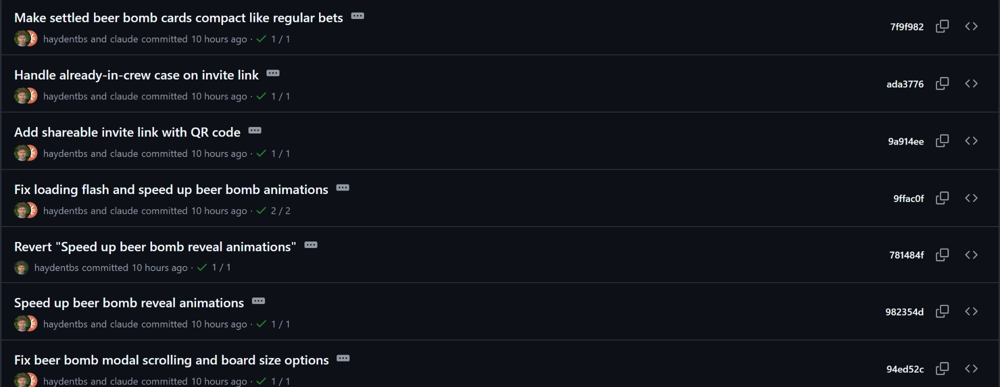 Make settled beer bomb cards compact like regular bets
haydentbs and claude committed 10 hours ago · 1 / 1
7f9f982
Handle already-in-crew case on invite link
haydentbs and claude committed 10 hours ago · 1 / 1
ada3776
Add shareable invite link with QR code
haydentbs and claude committed 10 hours ago · 1 / 1
9a914ee
Fix loading flash and speed up beer bomb animations
haydentbs and claude committed 10 hours ago · 2 / 2
9ffac0f
Revert "Speed up beer bomb reveal animations"
haydentbs committed 10 hours ago · 1 / 1
781484f
Speed up beer bomb reveal animations
haydentbs and claude committed 10 hours ago · 1 / 1
982354d
Fix beer bomb modal scrolling and board size options
haydentbs and claude committed 10 hours ago · 1 / 1
94ed52c